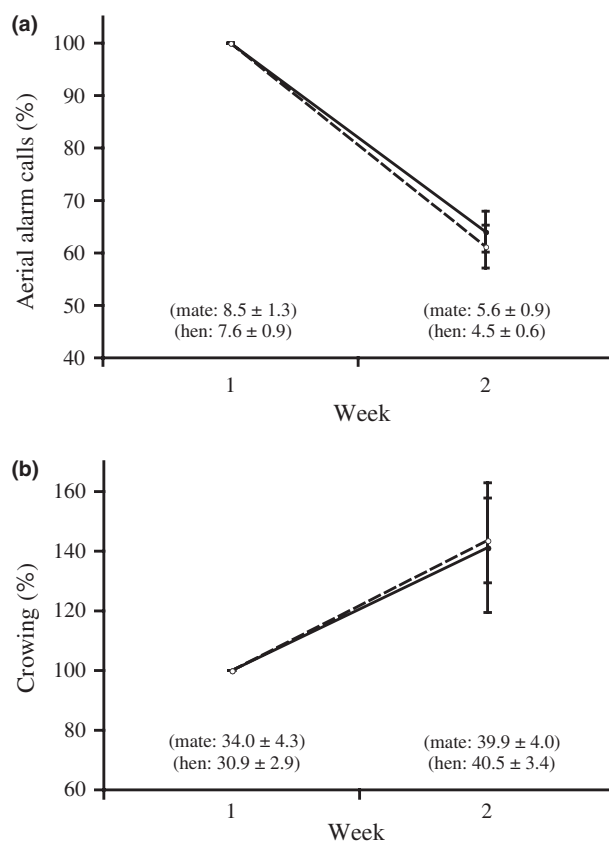 (a)
100
90
80
70
60
50
40
Aerial alarm calls (%)
(mate: 8.5 ± 1.3)
(hen: 7.6 ± 0.9)
(mate: 5.6 ± 0.9)
(hen: 4.5 ± 0.6)
1
2
Week
(b)
160
140
120
100
80
60
Crowing (%)
(mate: 34.0 ± 4.3)
(hen: 30.9 ± 2.9)
(mate: 39.9 ± 4.0)
(hen: 40.5 ± 3.4)
1
2
Week